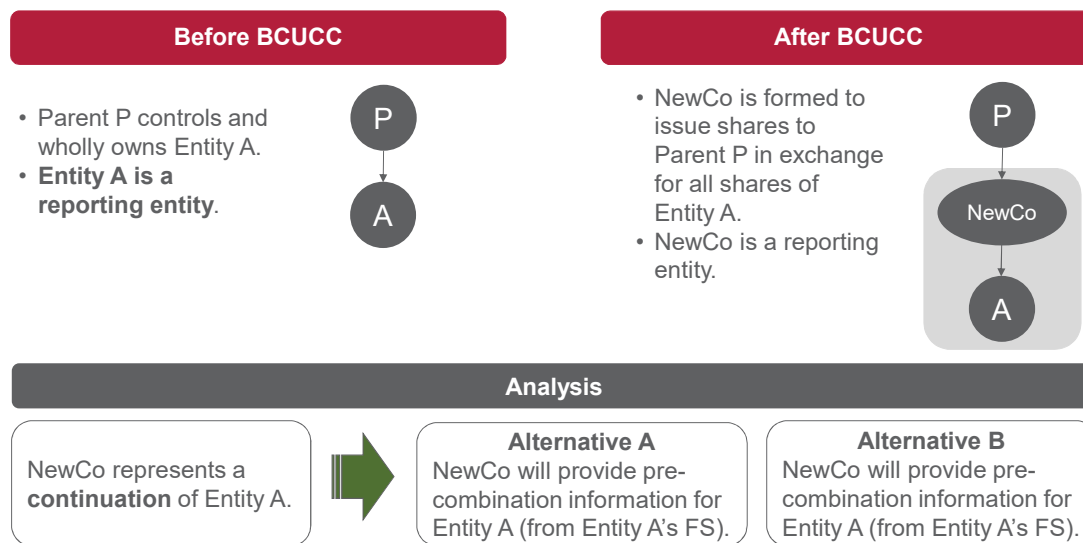 Before BCUCC
• Parent P controls and
wholly owns Entity A.
• Entity A is a
reporting entity.
P
A
After BCUCC
• NewCo is formed to
issue shares to
Parent P in exchange
for all shares of
Entity A.
• NewCo is a reporting
entity.
P
NewCo
A
Analysis
NewCo represents a
continuation of Entity A.
Alternative A
NewCo will provide pre-
combination information for
Entity A (from Entity A’s FS).
Alternative B
NewCo will provide pre-
combination information for
Entity A (from Entity A’s FS).